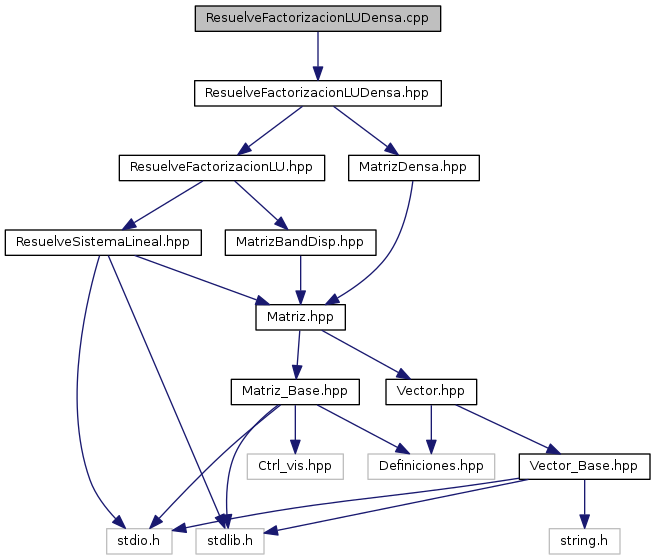 ResuelveFactorizacionLUDensa.cpp
ResuelveFactorizacionLUDensa.hpp
ResuelveFactorizacionLU.hpp
MatrizDensa.hpp
ResuelveSistemaLineal.hpp
MatrizBandDisp.hpp
Matriz.hpp
Matriz_Base.hpp
Vector.hpp
Ctrl_vis.hpp
Definiciones.hpp
Vector_Base.hpp
stdio.h
stdlib.h
string.h